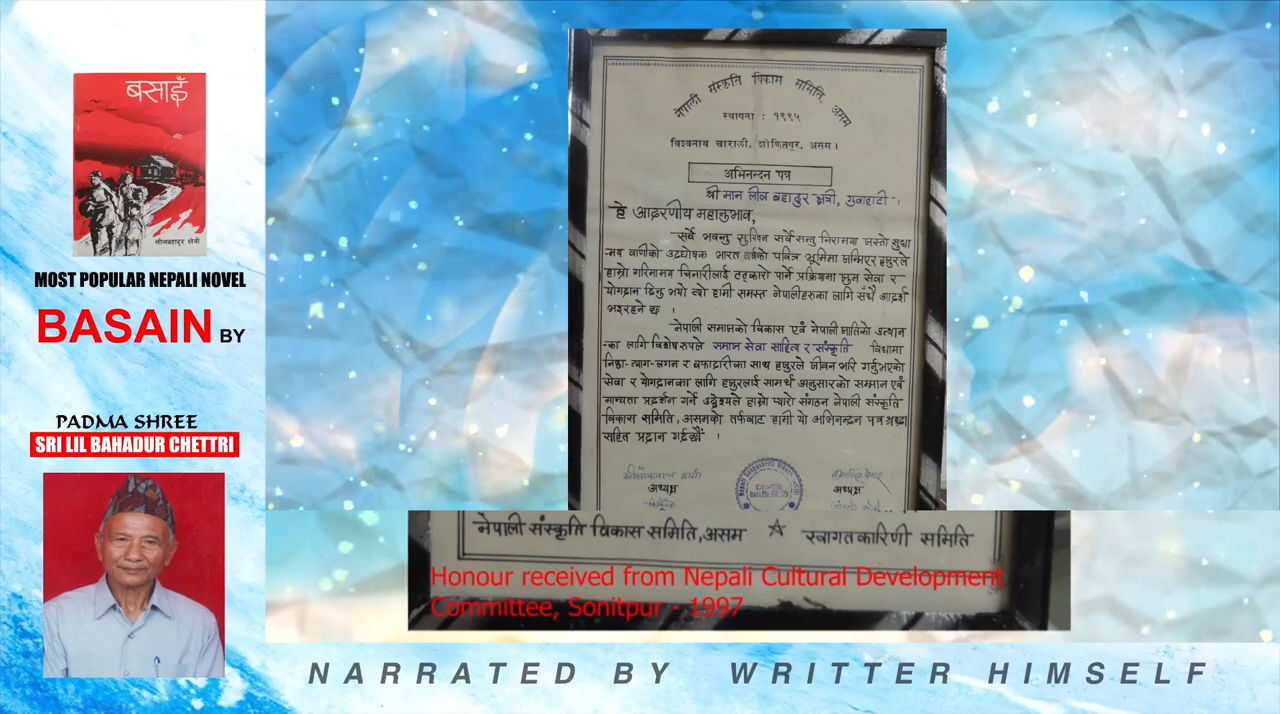 बसाइँ
लीलबहादुर क्षेत्री
MOST POPULAR NEPALI NOVEL
BASAIN BY
PADMA SHREE
SRI LIL BAHADUR CHETTRI
नेपाली संस्कृति विकास समिति, असम
स्थापना : १९९५
विश्वनाथ चाराली, शोणितपुर, असम।
अभिनन्दन पत्र
श्री मान लील बहादुर क्षत्री, गुवाहाटी ।
हे आदरणीय महानुभाव,
सर्वे भवन्तु सुखिन सर्वे सन्तु निरामया जस्तो सुधा
-मय वाणीको उद्घोषक भारत वर्षको पवित्र भूमिमा जन्मिएर हजुरले
हाम्रो गरिमामय चिनारीलाई टड्कारो पार्ने प्रक्रियामा जुन सेवा र
योगदान दिनु भयो त्यो हामी समस्त नेपालीहरुका लागि सँधै आदर्श
भइरहने छ ।
नेपाली समाजको विकास एवं नेपाली जातिको उत्थान
-का लागि विशेष रुपले समाज सेवा साहित्य र संस्कृति विधामा
निष्ठा-त्याग-लगन र बफादारीका साथ हजुरले जीवन भरि गर्नुभएको
सेवा र योगदानका लागि हजुरलाई सामर्थ अनुसारको सम्मान एवं
मान्यता प्रदर्शन गर्ने उद्देश्यले हाम्रो प्यारो संगठन नेपाली संस्कृति
विकास समिति, असमको तर्फबाट हामी यो अभिनन्दन पत्र श्रद्धा
सहित प्रदान गर्दछौं ।
अध्यक्ष अध्यक्ष
नेपाली संस्कृति विकास समिति, असम ☆ स्वागतकारिणी समिति
Honour received from Nepali Cultural Development
Committee, Sonitpur - 1997
NARRATED BY WRITTER HIMSELF